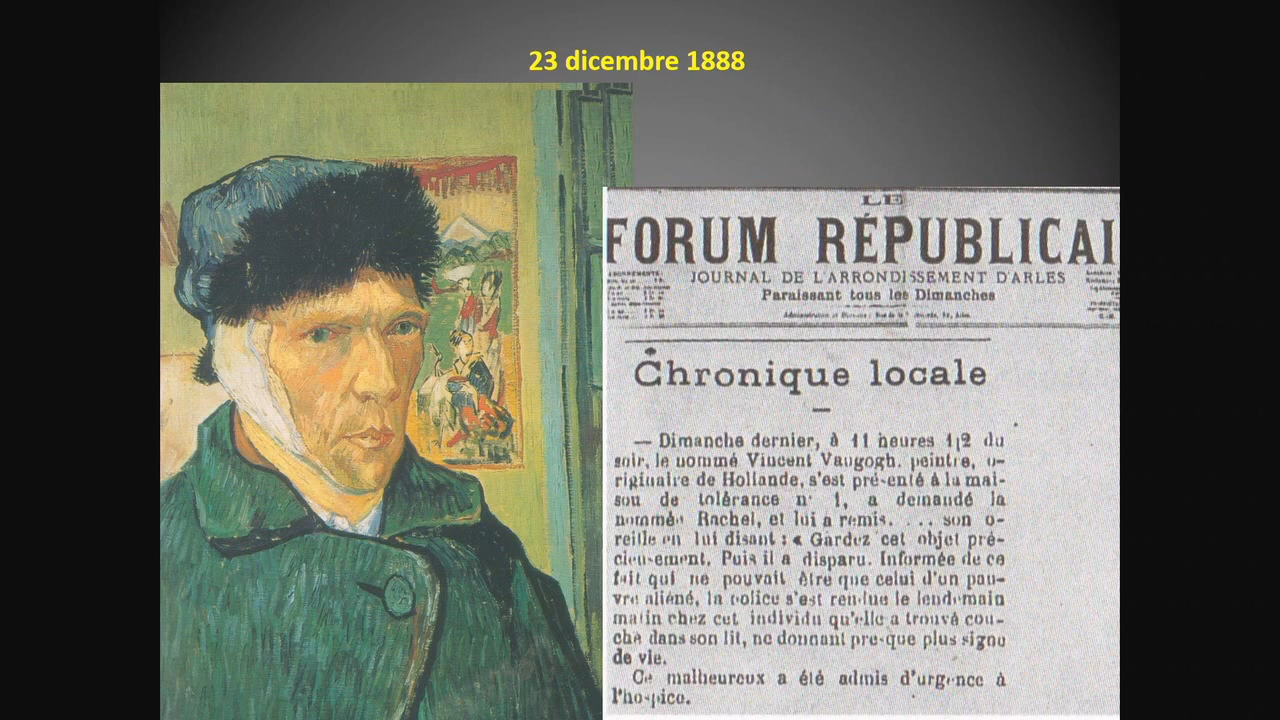 23 dicembre 1888
LE
FORUM RÉPUBLICAI
JOURNAL DE L'ARRONDISSEMENT D'ARLES
Paraissant tous les Dimanches
Chronique locale
— Dimanche dernier, à 11 heures 1|2 du
soir, le nommé Vincent Vaugogh, peintre, o-
riginaire de Hollande, s'est présenté à la mai-
son de tolérance n° 1, a demandé la
nommée Rachel, et lui a remis. . . . son o-
reille en lui disant : « Gardez cet objet pré-
cieusement. Puis il a disparu. Informée de ce
fait qui ne pouvait être que celui d'un pau-
vre aliéné, la police s'est rendue le lendemain
matin chez cet individu qu'elle a trouvé cou-
ché dans son lit, ne donnant presque plus signe
de vie.
Ce malheureux a été admis d'urgence à
l'hospice.